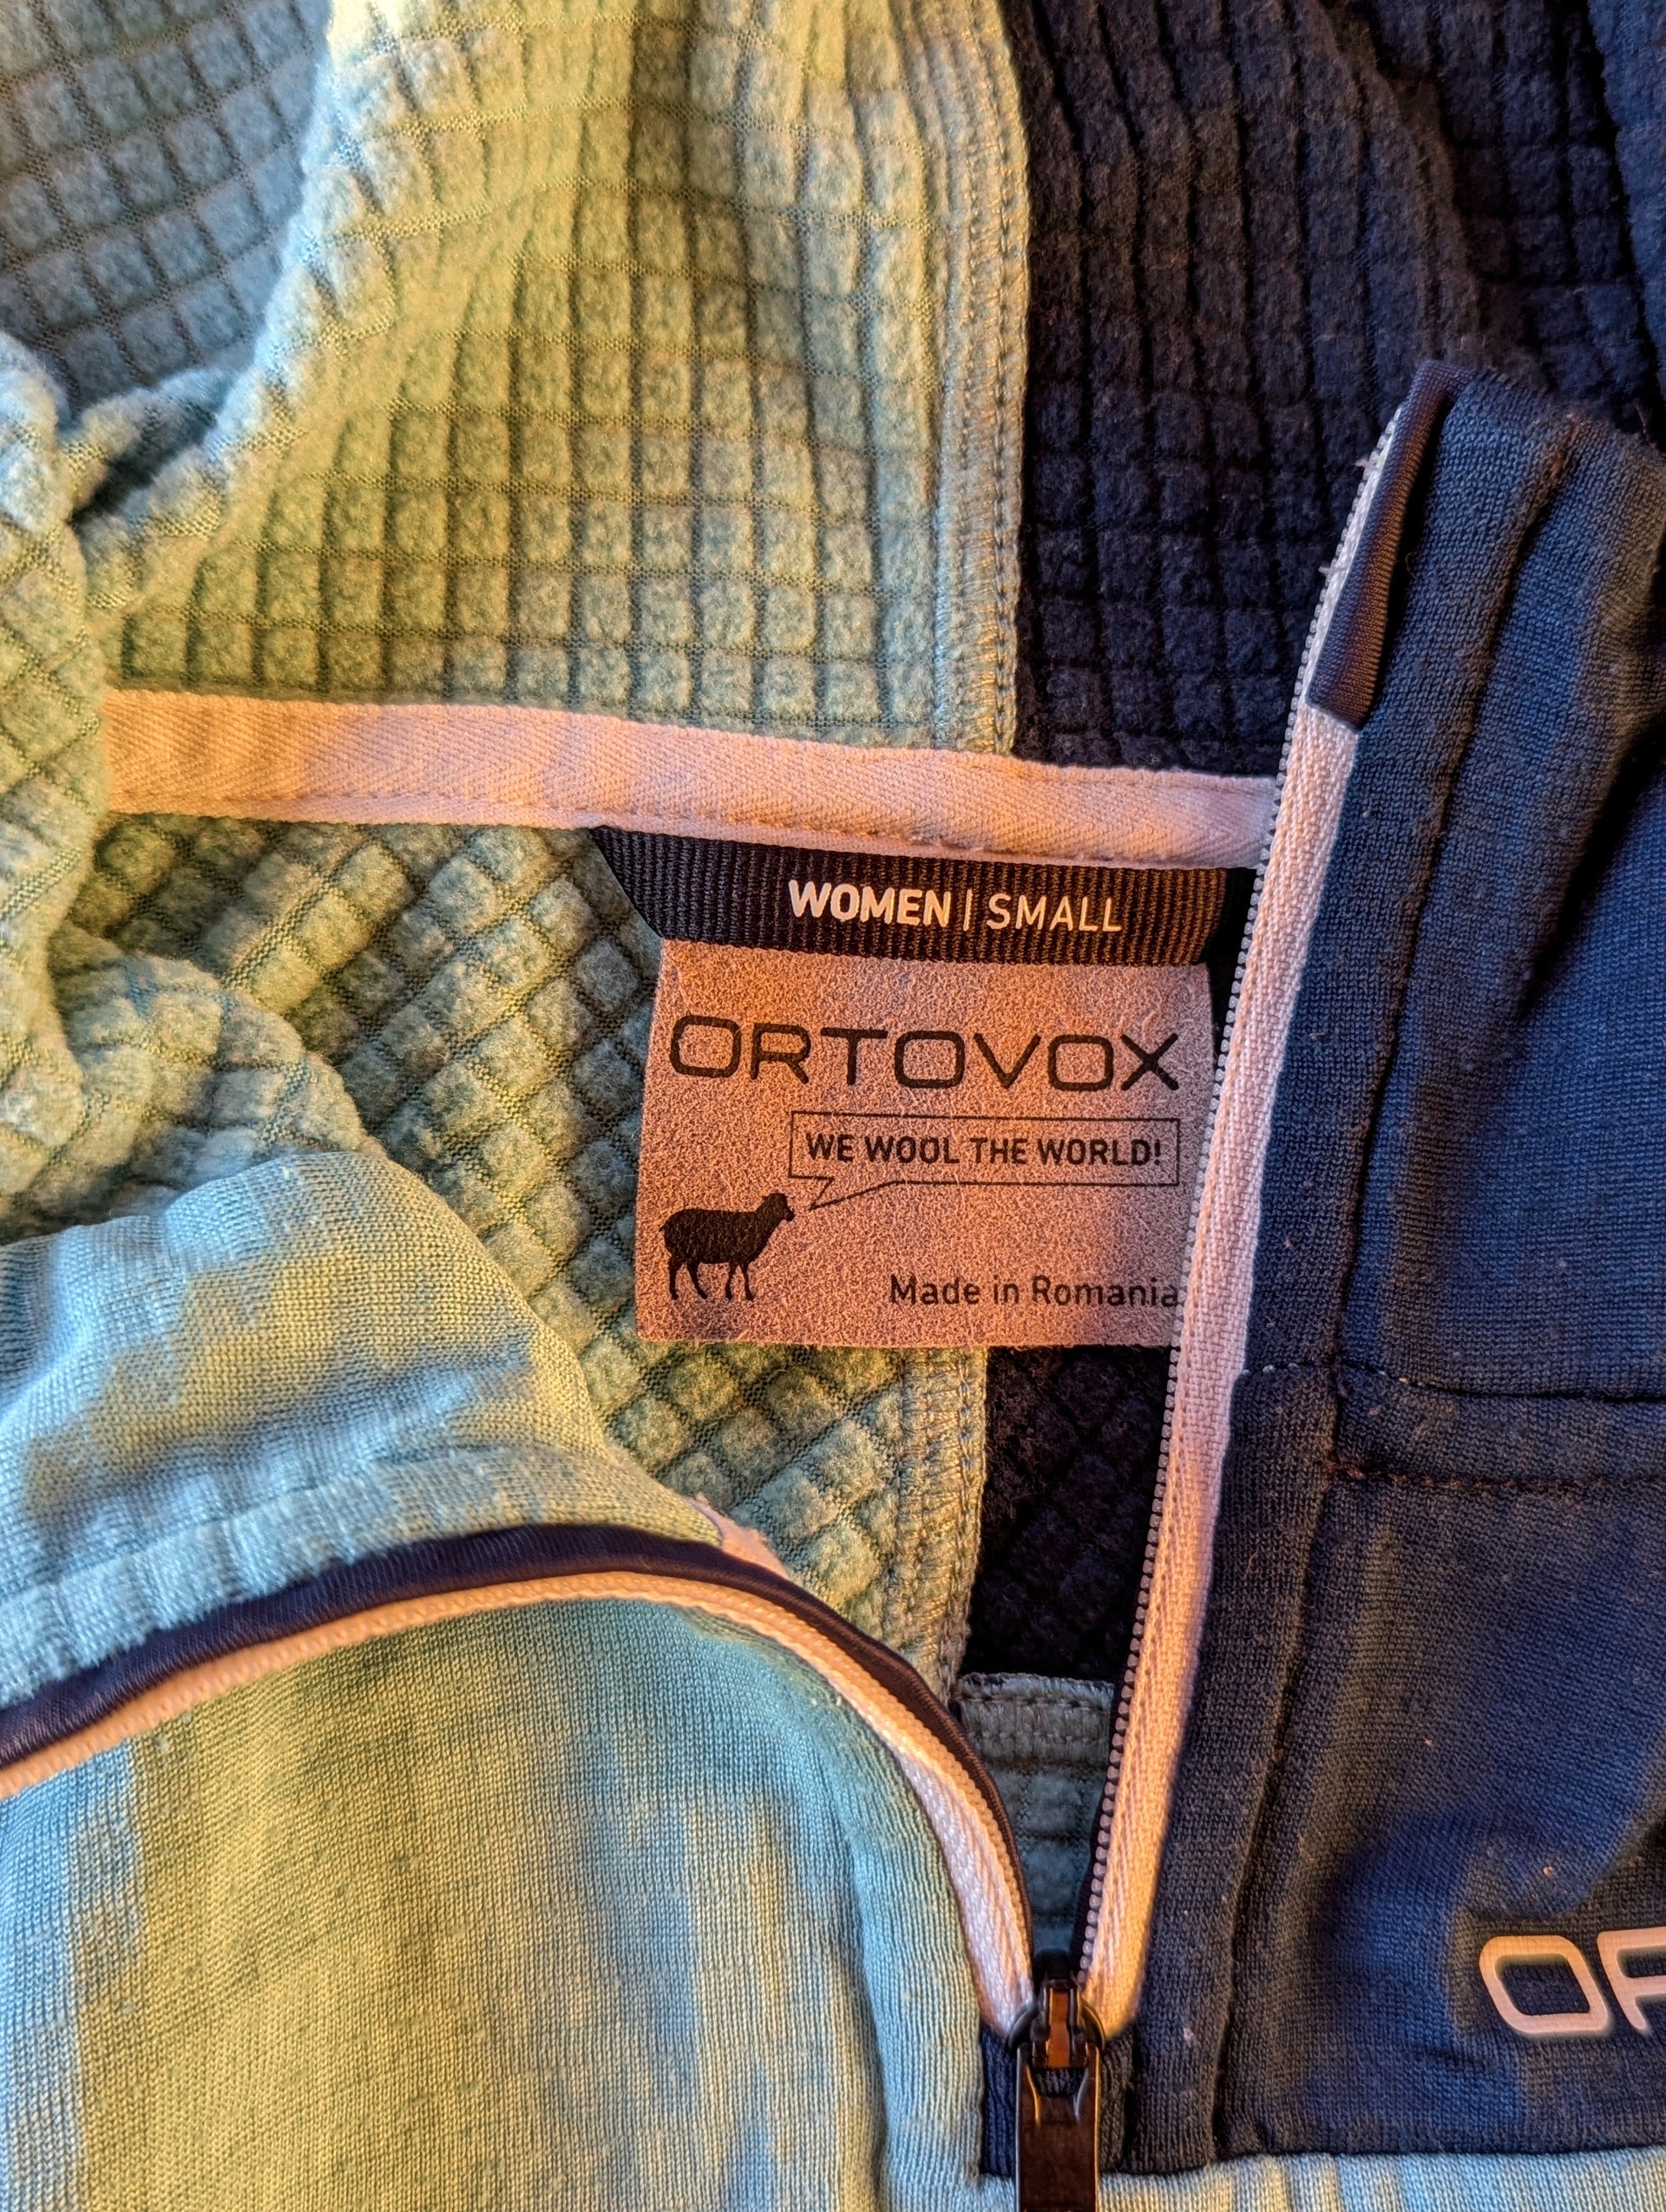 WOMEN | SMALL
ORTOVOX
WE WOOL THE WORLD!
Made in Romania